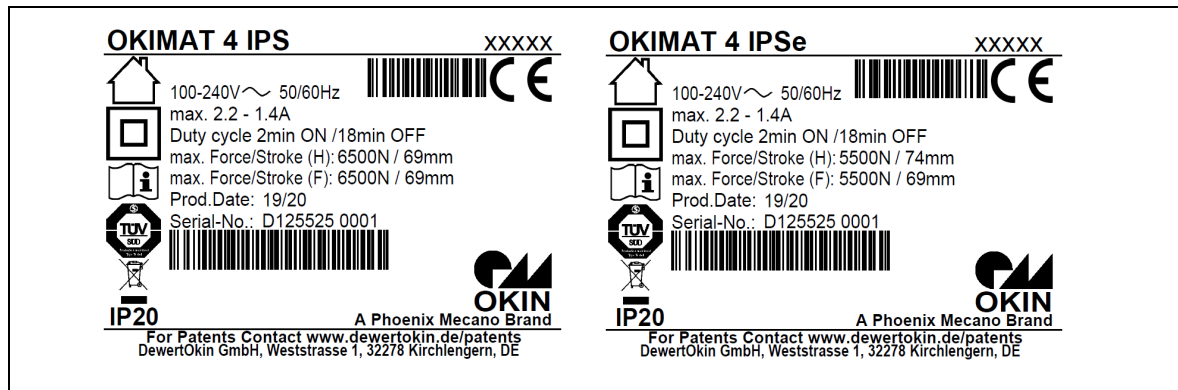 OKIMAT 4 IPS
xxxxx
100-240V～ 50/60Hz
CE
max. 2.2 - 1.4A
Duty cycle 2min ON /18min OFF
max. Force/Stroke (H): 6500N / 69mm
max. Force/Stroke (F): 6500N / 69mm
Prod.Date: 19/20
Serial-No.: D125525 0001
TÜV
SÜD
OKIN
IP20
A Phoenix Mecano Brand
For Patents Contact www.dewertokin.de/patents
DewertOkin GmbH, Weststrasse 1, 32278 Kirchlengern, DE
OKIMAT 4 IPSe
xxxxx
100-240V～ 50/60Hz
CE
max. 2.2 - 1.4A
Duty cycle 2min ON /18min OFF
max. Force/Stroke (H): 5500N / 74mm
max. Force/Stroke (F): 5500N / 69mm
Prod.Date: 19/20
Serial-No.: D125525 0001
TÜV
SÜD
OKIN
IP20
A Phoenix Mecano Brand
For Patents Contact www.dewertokin.de/patents
DewertOkin GmbH, Weststrasse 1, 32278 Kirchlengern, DE